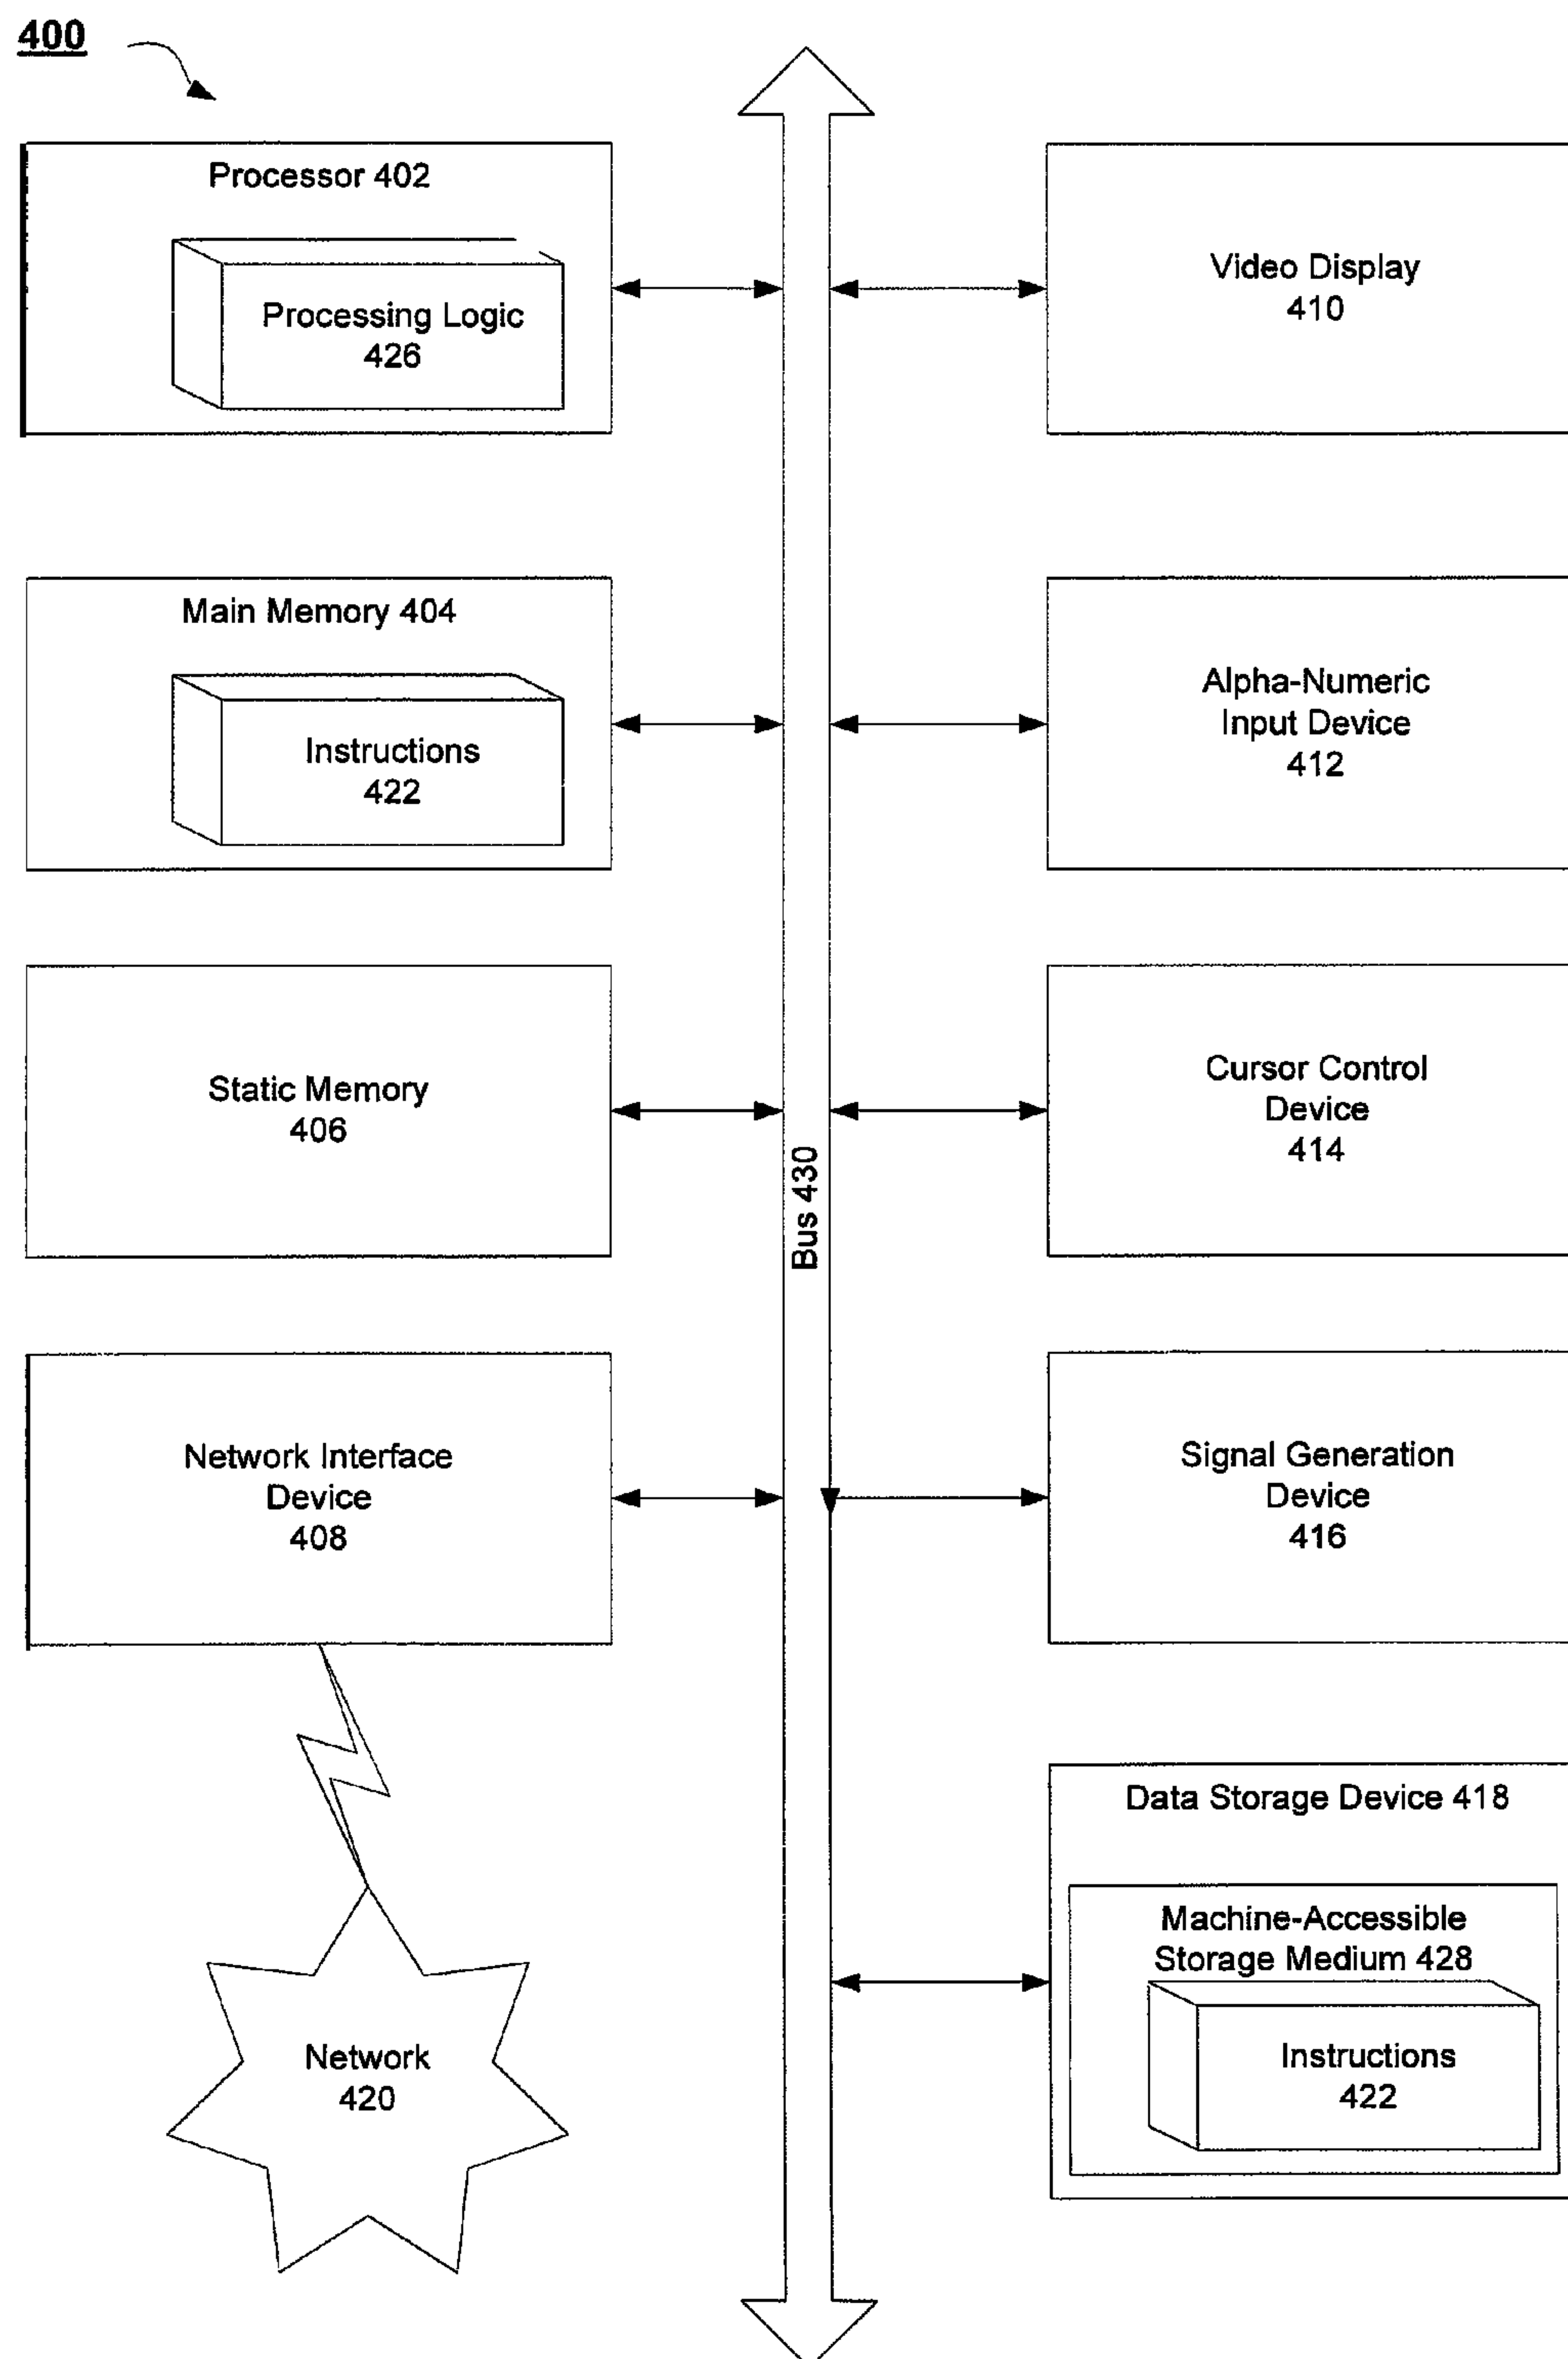 400
Processor 402
Processing Logic
426
Video Display
410
Main Memory 404
Instructions
422
Alpha-Numeric
Input Device
412
Static Memory
406
Cursor Control
Device
414
Bus 430
Network Interface
Device
408
Signal Generation
Device
416
Data Storage Device 418
Machine-Accessible
Storage Medium 428
Instructions
422
Network
420